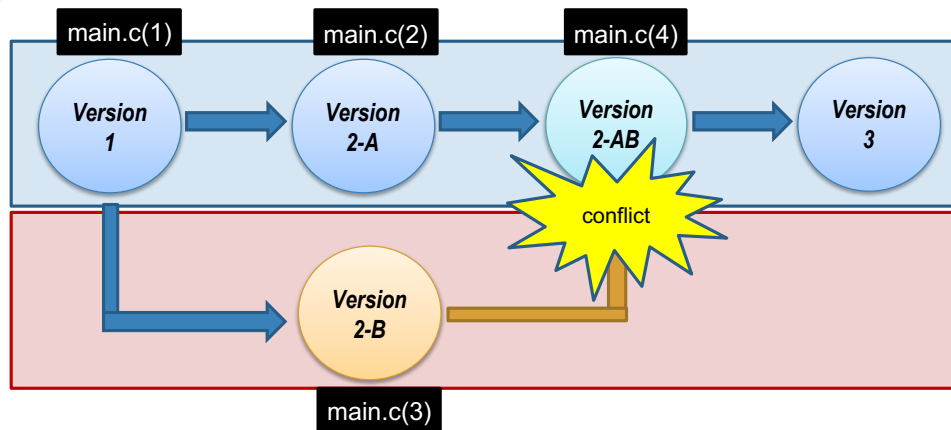 main.c(1)
main.c(2)
main.c(4)
Version
1
Version
2-A
Version
2-AB
Version
3
conflict
Version
2-B
main.c(3)